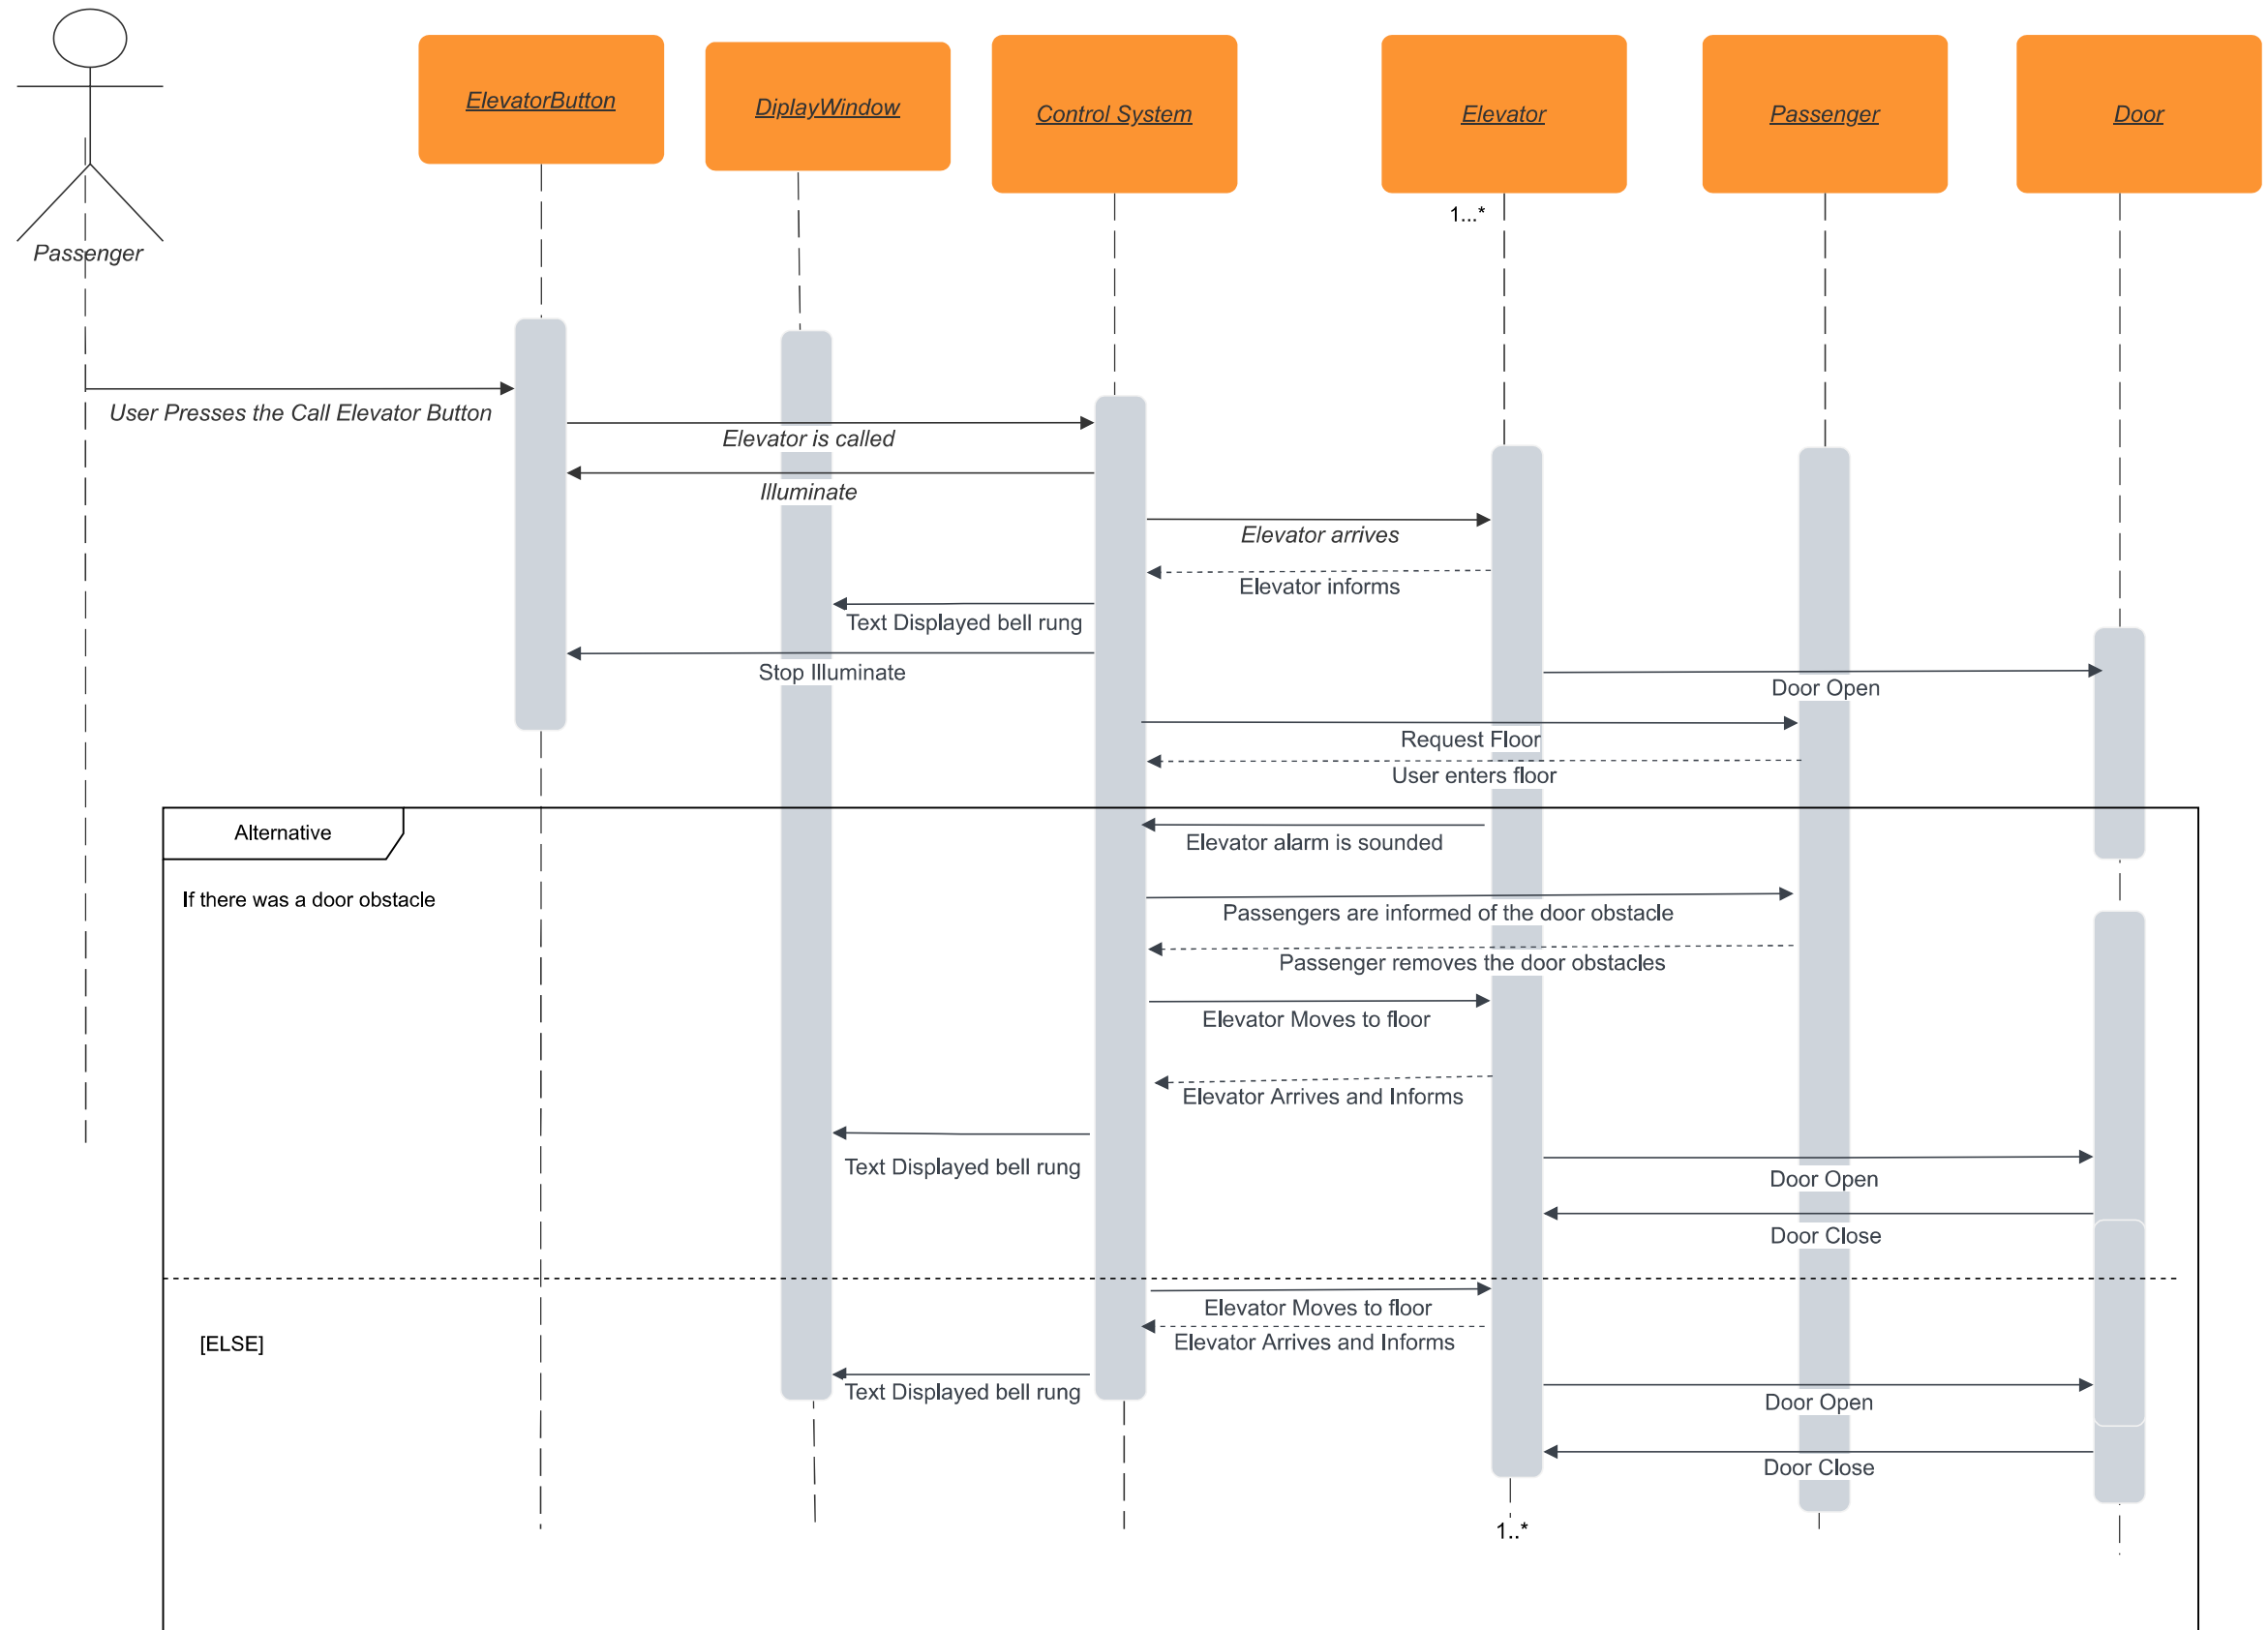 ElevatorButton
DiplayWindow
Control System
Elevator
Passenger
Door
1...*
Passenger
User Presses the Call Elevator Button
Elevator is called
Illuminate
Elevator arrives
Elevator informs
Text Displayed bell rung
Stop Illuminate
Door Open
Request Floor
User enters floor
Alternative
Elevator alarm is sounded
If there was a door obstacle
Passengers are informed of the door obstacle
Passenger removes the door obstacles
Elevator Moves to floor
Elevator Arrives and Informs
Text Displayed bell rung
Door Open
Door Close
Elevator Moves to floor
[ELSE]
Elevator Arrives and Informs
Text Displayed bell rung
Door Open
Door Close
1..*